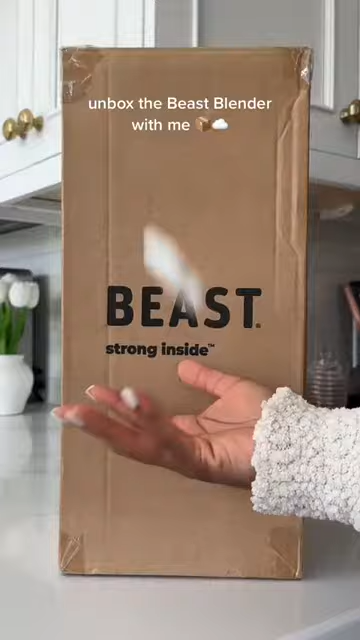 unbox the Beast Blender
with me 📦☁️
BEAST®
strong inside™